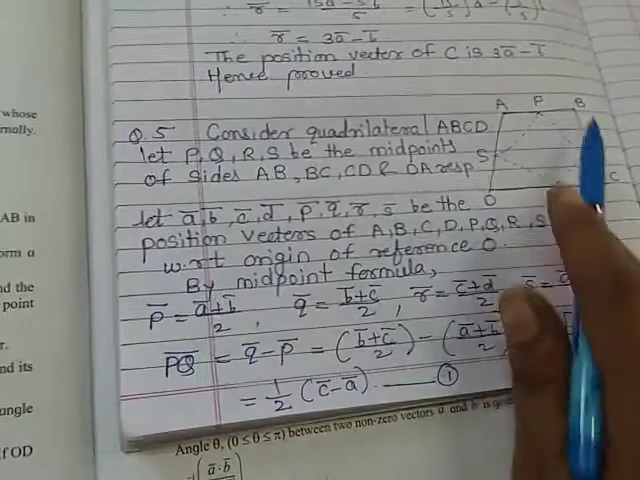 ∴ r̄ =
∴ r̄ = 3ā - b̄
The position vectors of C is 3ā - b̄
Hence proved
Q.5 Consider quadrilateral ABCD
let P,Q,R,S be the midpoints
of sides AB, BC, CD & DA resp
A P B
S
D C
let ā, b̄, c̄, d̄, p̄, q̄, r̄, s̄ be the
position vectors of A,B,C,D,P,Q,R,S
w.r.t origin of reference O.
By midpoint formula,
p̄ = (ā+b̄)/2 , q̄ = (b̄+c̄)/2 , r̄ = (c̄+d̄)/2 , s̄ =
PQ̄ = q̄ - p̄ = (b̄+c̄/2) - (ā+b̄/2
= 1/2 (c̄ - ā) ——— ①
whose
mally.
AB in
orm a
nd the
point
r.
nd its
angle
f OD
Angle θ, (0 ≤ θ ≤ π) between two non-zero vectors a and b is
(ā·b̄